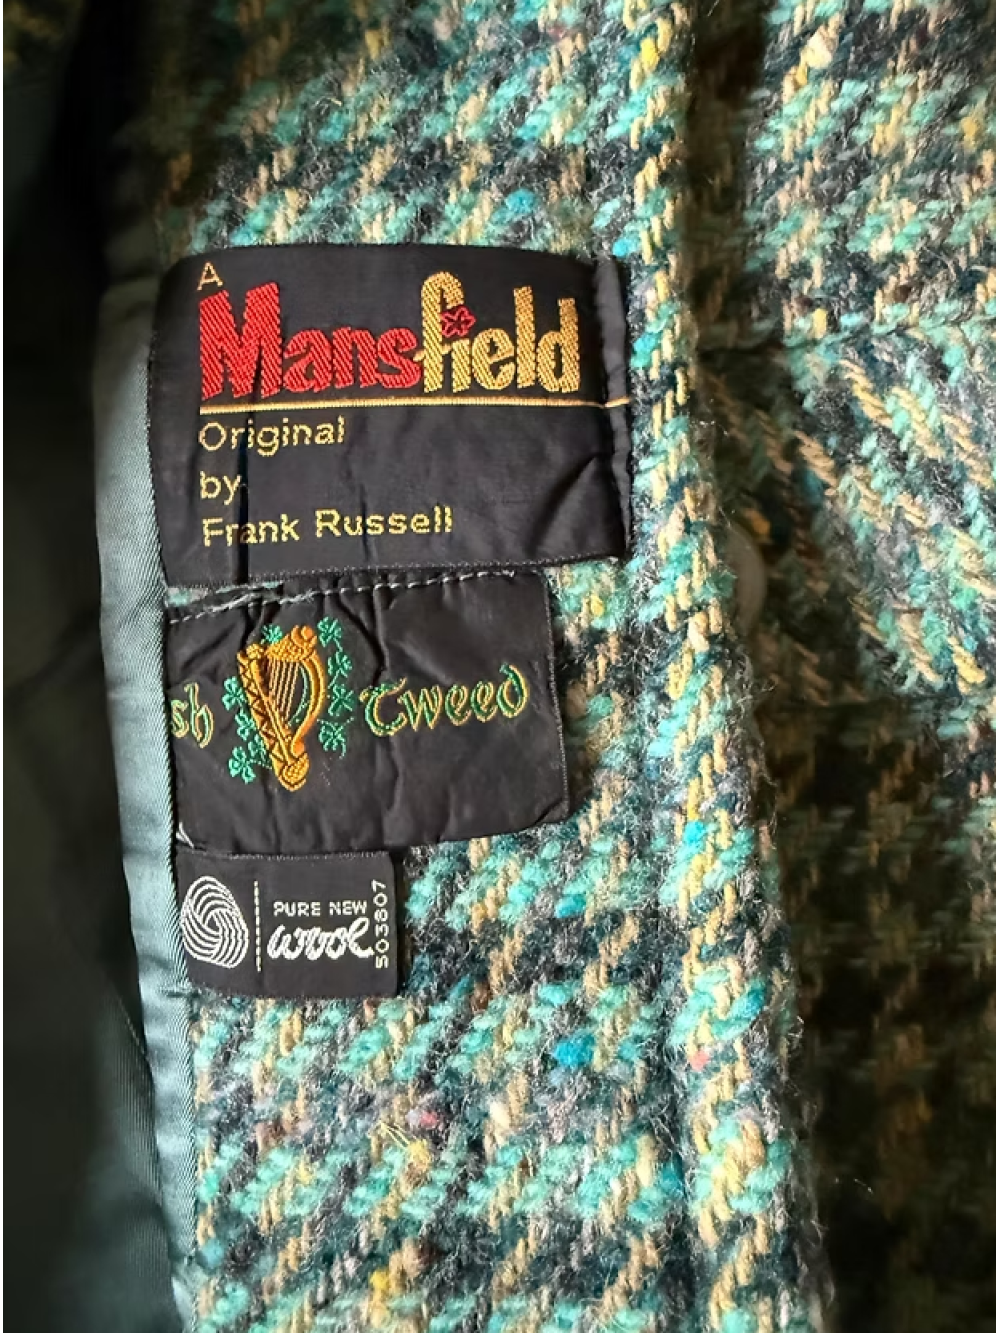 A
Mansfield
Original
by
Frank Russell
sh Tweed
PURE NEW
wool
503807